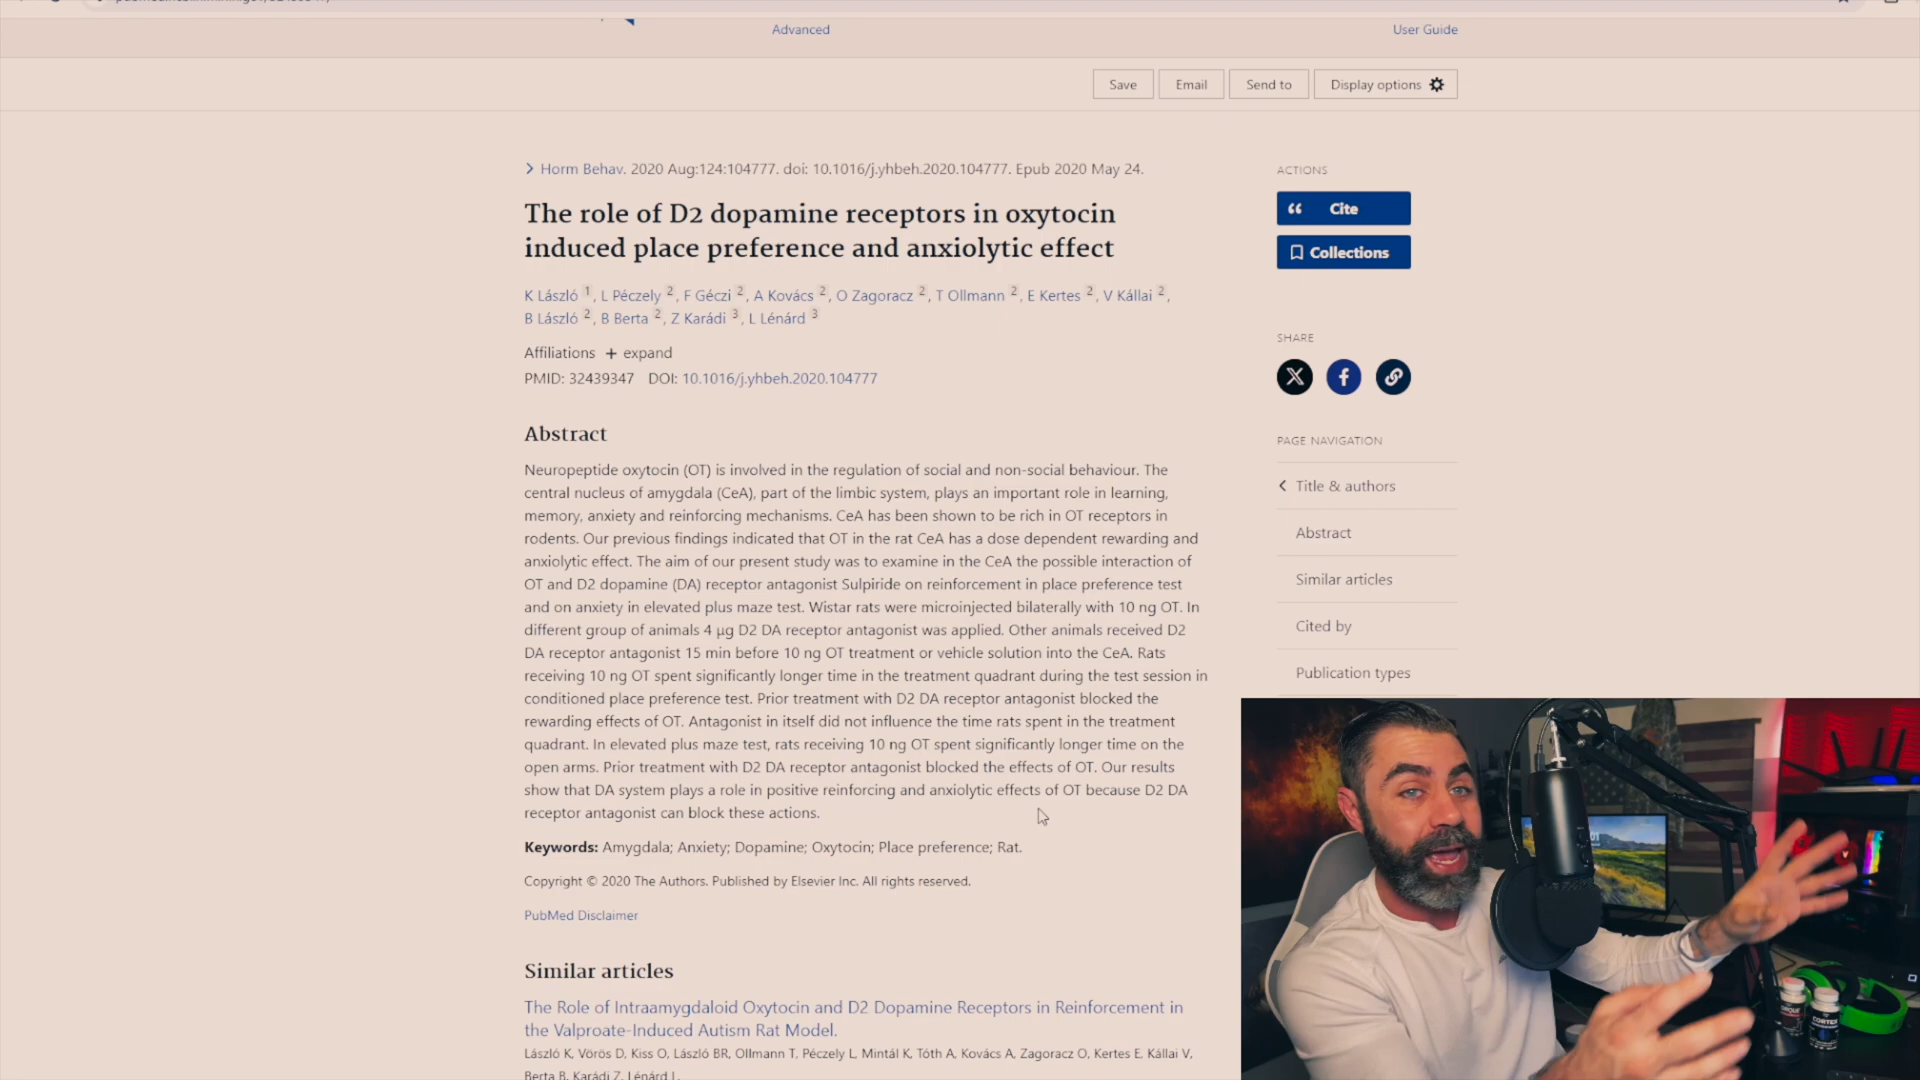 Advanced
User Guide
Save
Email
Send to
Display options
Horm Behav. 2020 Aug:124:104777. doi: 10.1016/j.yhbeh.2020.104777. Epub 2020 May 24.
The role of D2 dopamine receptors in oxytocin
induced place preference and anxiolytic effect
K László 1, L Péczely 2, F Géczi 2, A Kovács 2, O Zagoracz 2, T Ollmann 2, E Kertes 2, V Kállai 2,
B László 2, B Berta 2, Z Karádi 3, L Lénárd 3
Affiliations + expand
PMID: 32439347 DOI: 10.1016/j.yhbeh.2020.104777
Abstract
Neuropeptide oxytocin (OT) is involved in the regulation of social and non-social behaviour. The
central nucleus of amygdala (CeA), part of the limbic system, plays an important role in learning,
memory, anxiety and reinforcing mechanisms. CeA has been shown to be rich in OT receptors in
rodents. Our previous findings indicated that OT in the rat CeA has a dose dependent rewarding and
anxiolytic effect. The aim of our present study was to examine in the CeA the possible interaction of
OT and D2 dopamine (DA) receptor antagonist Sulpiride on reinforcement in place preference test
and on anxiety in elevated plus maze test. Wistar rats were microinjected bilaterally with 10 ng OT. In
different group of animals 4 μg D2 DA receptor antagonist was applied. Other animals received D2
DA receptor antagonist 15 min before 10 ng OT treatment or vehicle solution into the CeA. Rats
receiving 10 ng OT spent significantly longer time in the treatment quadrant during the test session in
conditioned place preference test. Prior treatment with D2 DA receptor antagonist blocked the
rewarding effects of OT. Antagonist in itself did not influence the time rats spent in the treatment
quadrant. In elevated plus maze test, rats receiving 10 ng OT spent significantly longer time on the
open arms. Prior treatment with D2 DA receptor antagonist blocked the effects of OT. Our results
show that DA system plays a role in positive reinforcing and anxiolytic effects of OT because D2 DA
receptor antagonist can block these actions.
Keywords: Amygdala; Anxiety; Dopamine; Oxytocin; Place preference; Rat.
Copyright © 2020 The Authors. Published by Elsevier Inc. All rights reserved.
PubMed Disclaimer
Similar articles
The Role of Intraamygdaloid Oxytocin and D2 Dopamine Receptors in Reinforcement in
the Valproate-Induced Autism Rat Model.
László K, Vörös D, Kiss O, László BR, Ollmann T, Péczely L, Mintál K, Tóth A, Kovács A, Zagoracz O, Kertes E, Kállai V,
Berta B, Karádi Z, Lénárd L.
ACTIONS
Cite
Collections
SHARE
PAGE NAVIGATION
Title & authors
Abstract
Similar articles
Cited by
Publication types
CORTEX